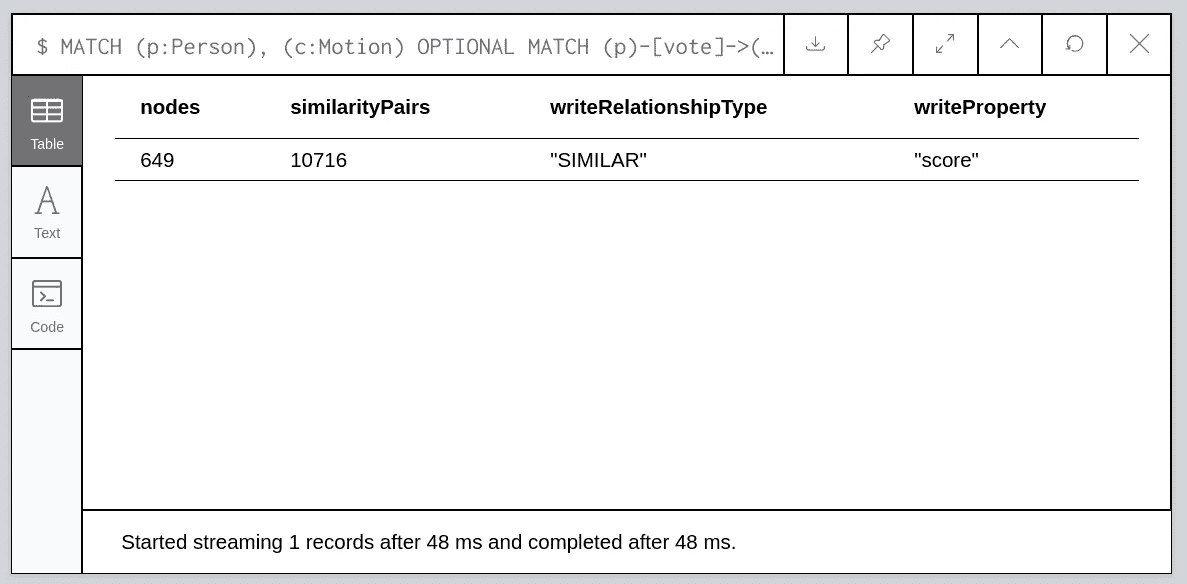 $ MATCH (p:Person), (c:Motion) OPTIONAL MATCH (p)-[vote]->(…
Table
Text
Code
nodes similarityPairs writeRelationshipType writeProperty
649 10716 "SIMILAR" "score"
Started streaming 1 records after 48 ms and completed after 48 ms.